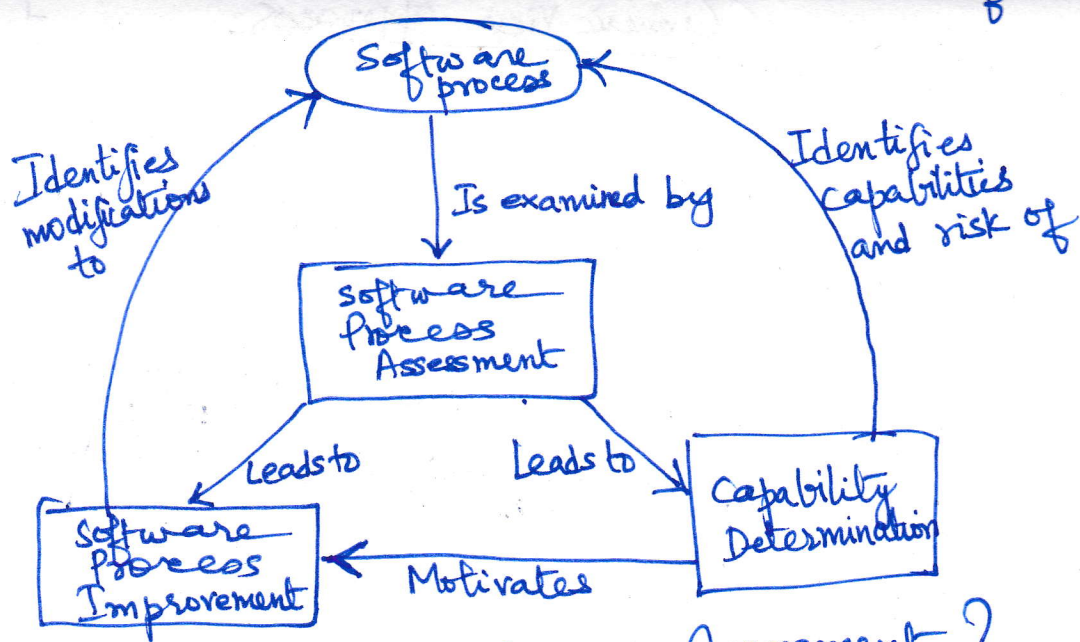 Software
process
Identifies
modifications
to
Is examined by
Identifies
capabilities
and risk of
Software
Process
Assessment
Leads to
Leads to
Capability
Determination
Software
Process
Improvement
Motivates